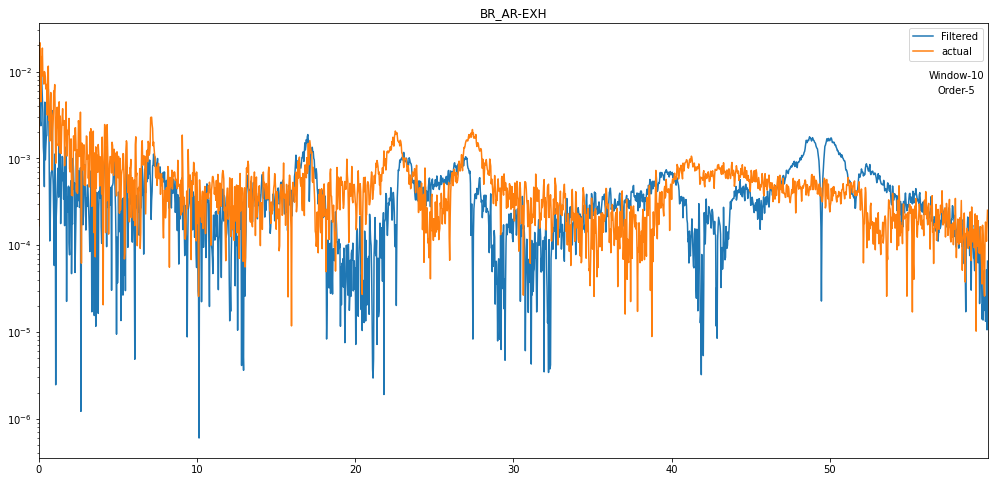 BR_AR-EXH
Filtered
actual
Window-10
Order-5
10⁻²
10⁻³
10⁻⁴
10⁻⁵
10⁻⁶
0 10 20 30 40 50